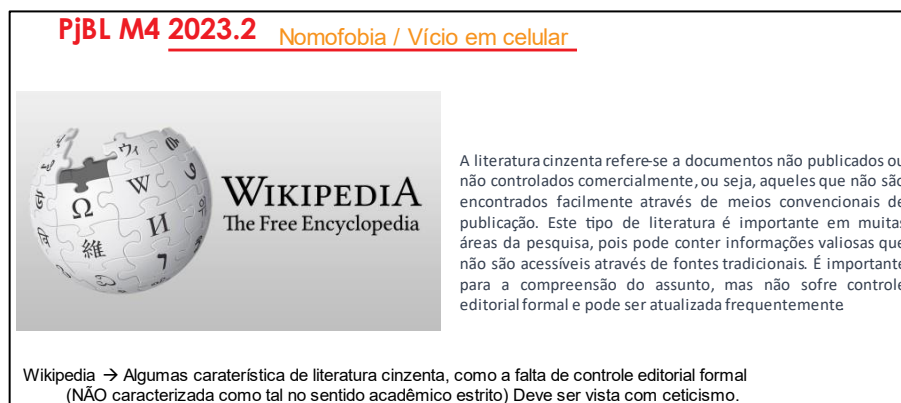 PjBL M4 2023.2 Nomofobia / Vício em celular
WIKIPEDIA
The Free Encyclopedia
Ω W И 維 ウィ
A literatura cinzenta refere-se a documentos não publicados ou
não controlados comercialmente, ou seja, aqueles que não são
encontrados facilmente através de meios convencionais de
publicação. Este tipo de literatura é importante em muitas
áreas da pesquisa, pois pode conter informações valiosas que
não são acessíveis através de fontes tradicionais. É importante
para a compreensão do assunto, mas não sofre controle
editorial formal e pode ser atualizada frequentemente
Wikipedia → Algumas caraterística de literatura cinzenta, como a falta de controle editorial formal
(NÃO caracterizada como tal no sentido acadêmico estrito) Deve ser vista com ceticismo.